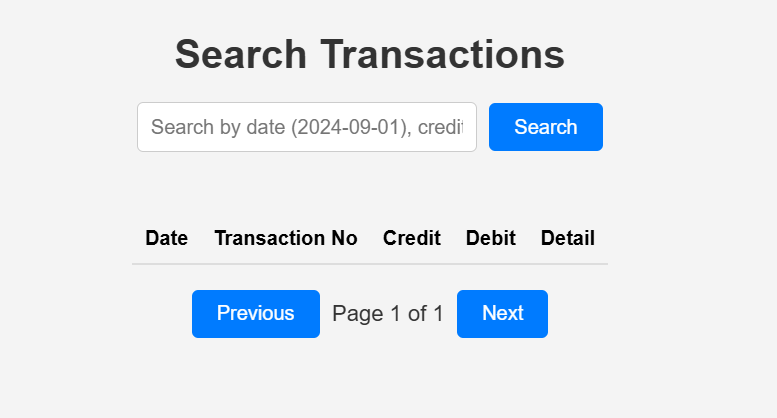 Search Transactions
Search by date (2024-09-01), credit Search
Date Transaction No Credit Debit Detail
Previous Page 1 of 1 Next